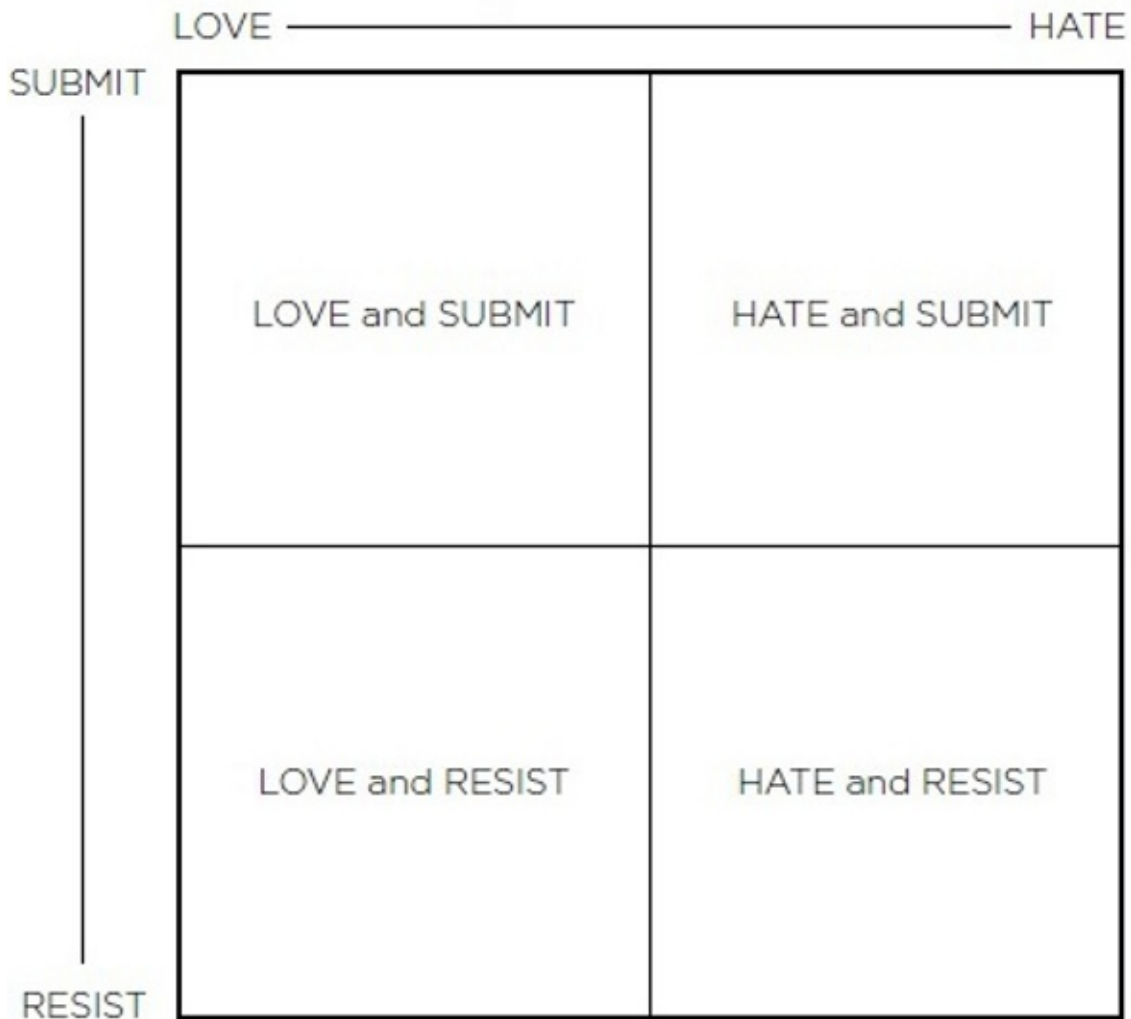 LOVE HATE
SUBMIT
LOVE and SUBMIT HATE and SUBMIT
LOVE and RESIST HATE and RESIST
RESIST